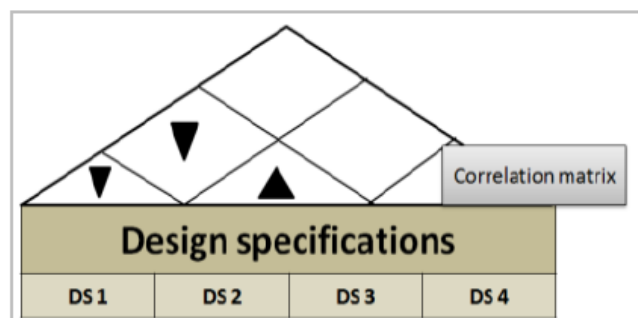 Correlation matrix
Design specifications
DS 1 DS 2 DS 3 DS 4